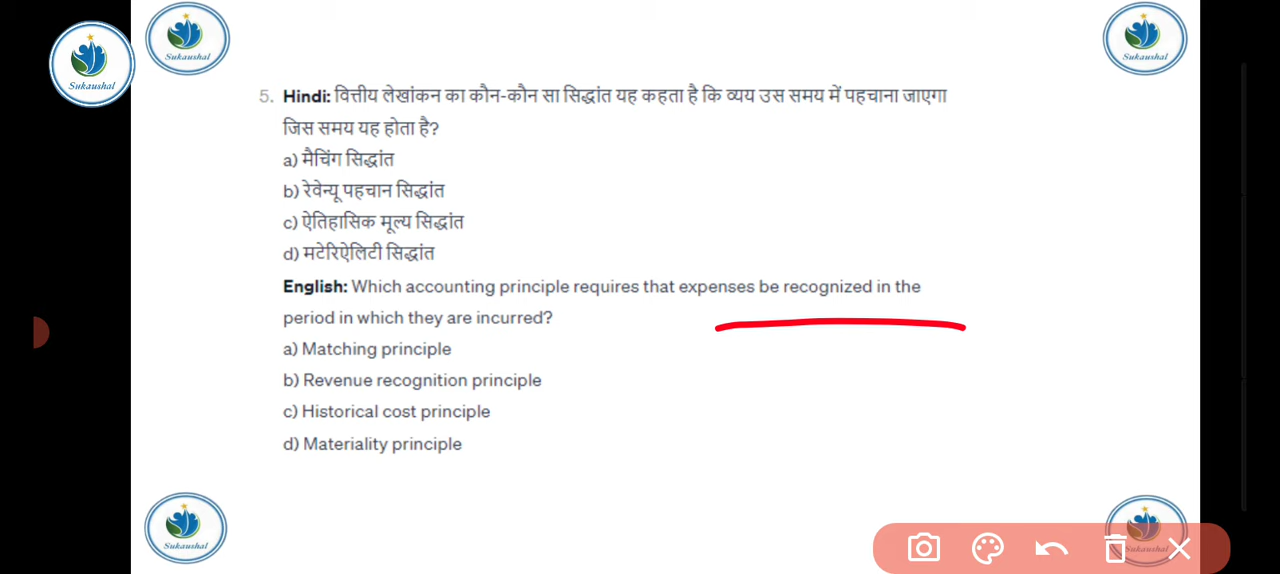 Sukaushal
Sukaushal
Sukaushal
5. Hindi: वित्तीय लेखांकन का कौन-कौन सा सिद्धांत यह कहता है कि व्यय उस समय में पहचाना जाएगा
जिस समय यह होता है?
a) मैचिंग सिद्धांत
b) रेवेन्यू पहचान सिद्धांत
c) ऐतिहासिक मूल्य सिद्धांत
d) मटेरिऐलिटी सिद्धांत
English: Which accounting principle requires that expenses be recognized in the
period in which they are incurred?
a) Matching principle
b) Revenue recognition principle
c) Historical cost principle
d) Materiality principle
Sukaushal
Sukaushal